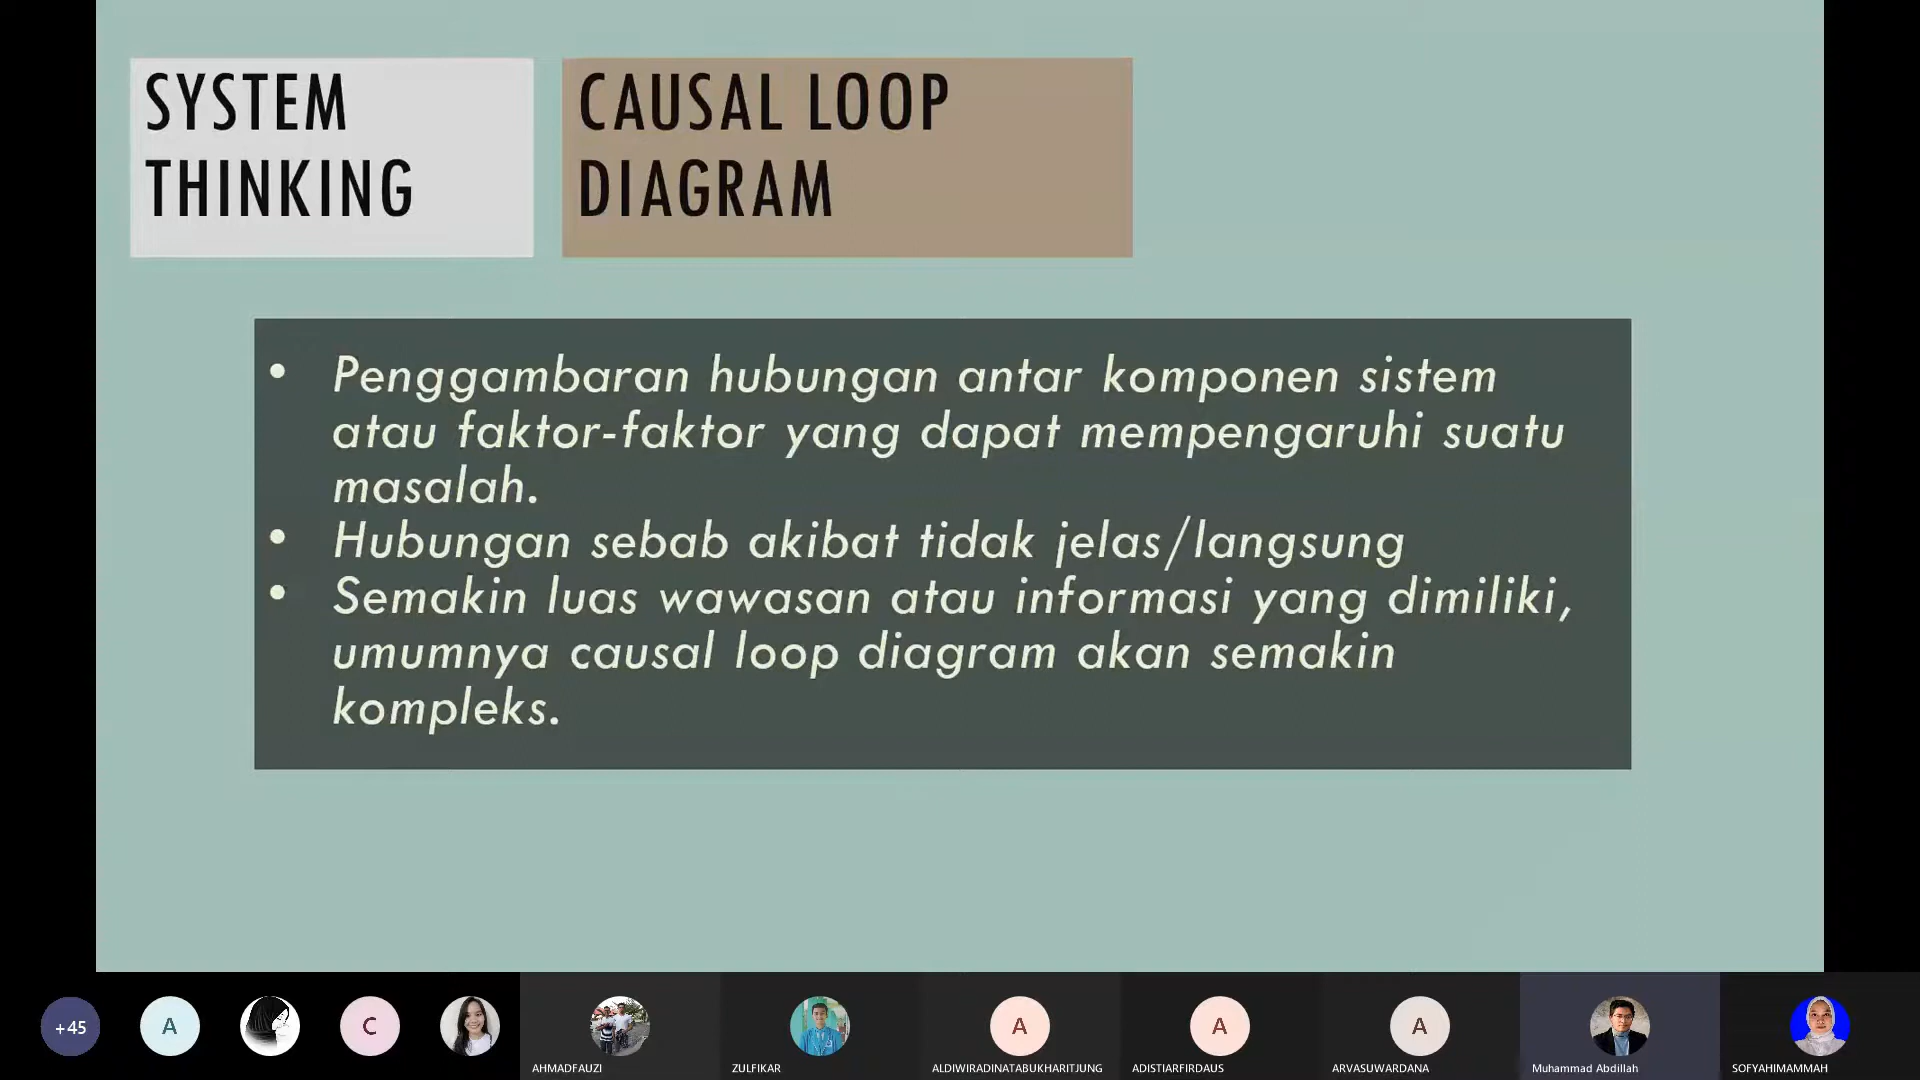 SYSTEM
THINKING
CAUSAL LOOP
DIAGRAM
• Penggambaran hubungan antar komponen sistem
atau faktor-faktor yang dapat mempengaruhi suatu
masalah.
• Hubungan sebab akibat tidak jelas/langsung
• Semakin luas wawasan atau informasi yang dimiliki,
umumnya causal loop diagram akan semakin
kompleks.
+45
A
C
A
A
A
AHMADFAUZI
ZULFIKAR
ALDIWIRADINATABUKHARITJUNG
ADISTIARFIRDAUS
ARVASUWARDANA
Muhammad Abdillah
SOFYAHIMAMMAH